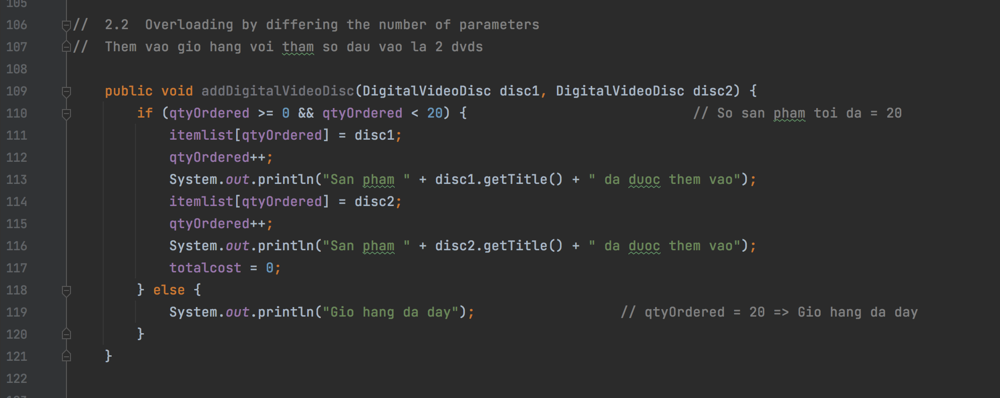 105
106 //  2.2  Overloading by differing the number of parameters
107 //  Them vao gio hang voi tham so dau vao la 2 dvds
108
109     public void addDigitalVideoDisc(DigitalVideoDisc disc1, DigitalVideoDisc disc2) {
110         if (qtyOrdered >= 0 && qtyOrdered < 20) {                            // So san pham toi da = 20
111             itemlist[qtyOrdered] = disc1;
112             qtyOrdered++;
113             System.out.println("San pham " + disc1.getTitle() + " da duoc them vao");
114             itemlist[qtyOrdered] = disc2;
115             qtyOrdered++;
116             System.out.println("San pham " + disc2.getTitle() + " da duoc them vao");
117             totalcost = 0;
118         } else {
119             System.out.println("Gio hang da day");                  // qtyOrdered = 20 => Gio hang da day
120         }
121     }
122